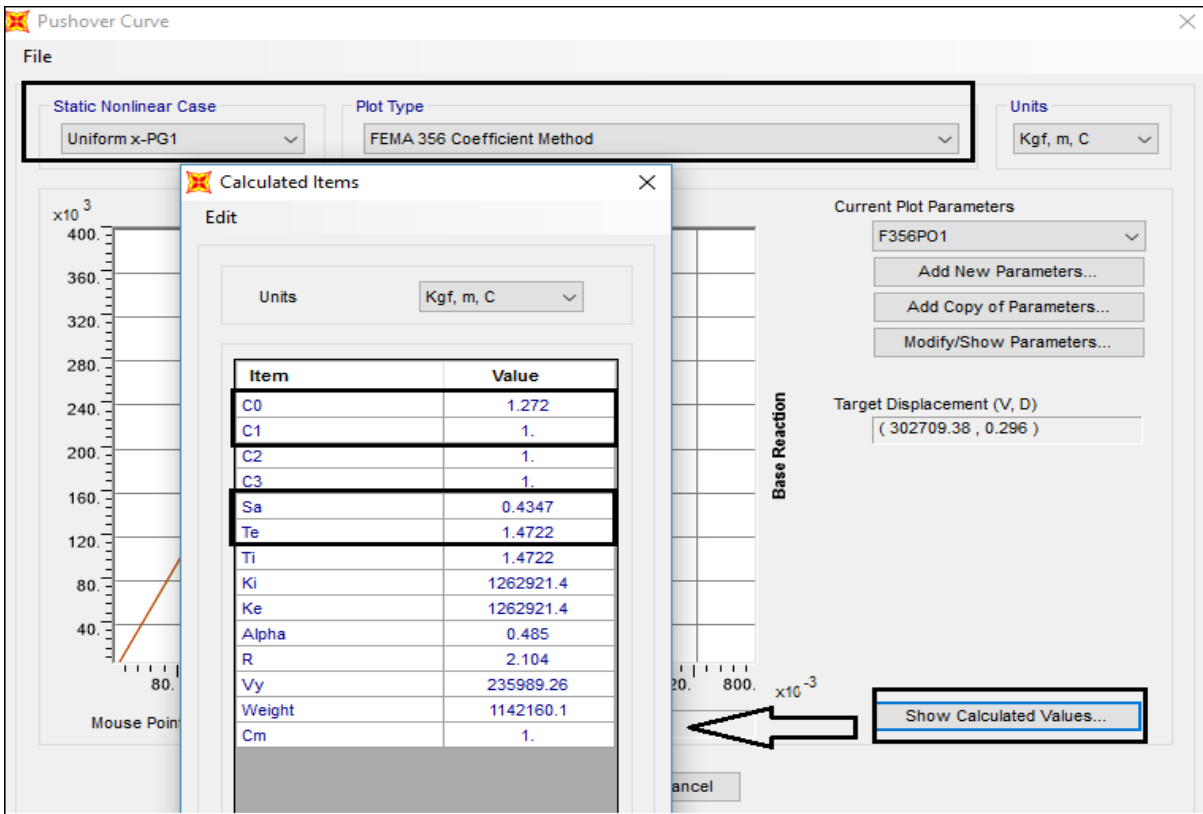 Pushover Curve
File
Static Nonlinear Case
Plot Type
Units
Uniform x-PG1
FEMA 356 Coefficient Method
Kgf, m, C
Calculated Items
Edit
Units
Kgf, m, C
Item Value
C0 1.272
C1 1.
C2 1.
C3 1.
Sa 0.4347
Te 1.4722
Ti 1.4722
Ki 1262921.4
Ke 1262921.4
Alpha 0.485
R 2.104
Vy 235989.26
Weight 1142160.1
Cm 1.
x10 3
400.
360.
320.
280.
240.
200.
160.
120.
80.
40.
80.
20. 800. x10 -3
Base Reaction
Mouse Poin
Current Plot Parameters
F356PO1
Add New Parameters...
Add Copy of Parameters...
Modify/Show Parameters...
Target Displacement (V, D)
( 302709.38 , 0.296 )
Show Calculated Values...
ancel